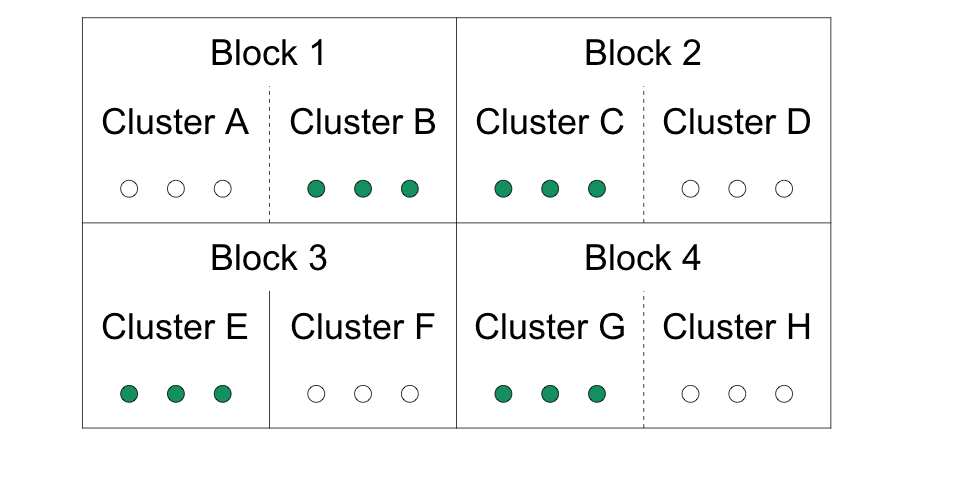 Block 1
Block 2
Cluster A
Cluster B
Cluster C
Cluster D
Block 3
Block 4
Cluster E
Cluster F
Cluster G
Cluster H